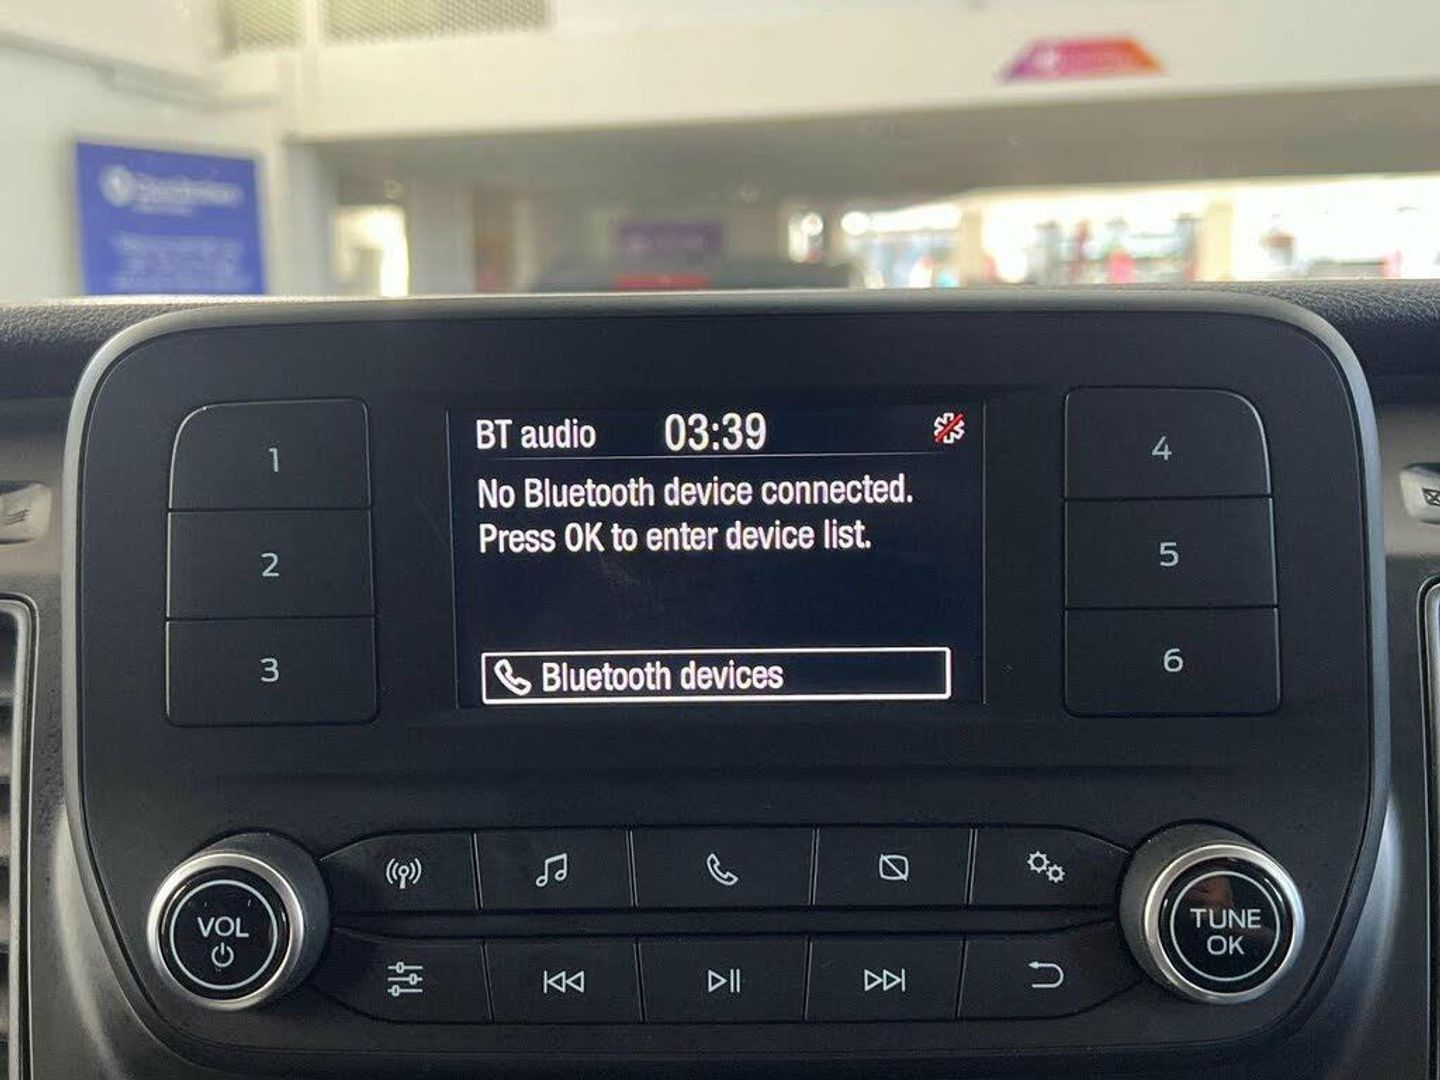 BT audio 03:39
No Bluetooth device connected.
Press OK to enter device list.
Bluetooth devices
1
2
3
4
5
6
VOL
TUNE
OK